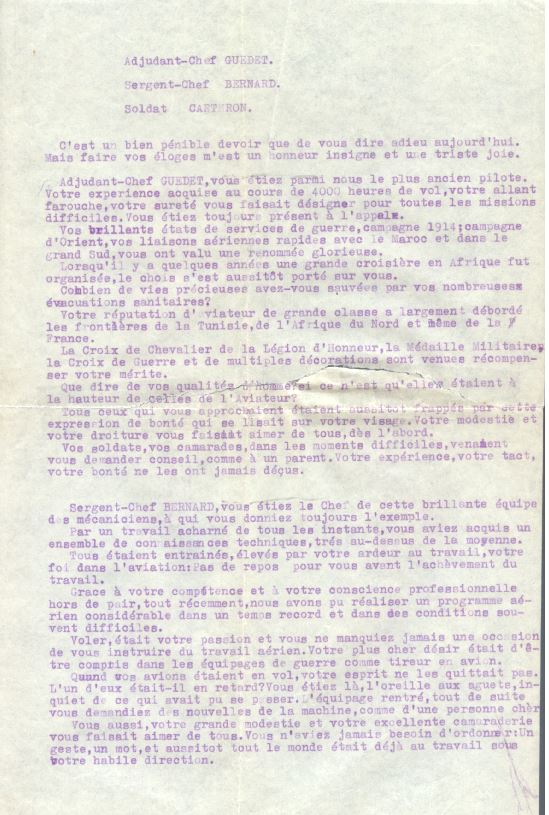 Adjudant-Chef GUEDET.
Sergent-Chef BERNARD.
Soldat CAETERON.
C'est un bien pénible devoir que de vous dire adieu aujourd'hui.
Mais faire vos éloges m'est un honneur insigne et une triste joie.
Adjudant-Chef GUEDET,vous étiez parmi nous le plus ancien pilote.
Votre experience acquise au cours de 4000 heures de vol,votre allant
farouche,votre sureté vous faisait désigner pour toutes les missions
difficiles.Vous étiez toujours présent à l'appel.
Vos brillants états de services de guerre,campagne 1914;campagne
d'Orient,vos liaisons aériennes rapides avec le Maroc et dans le
grand Sud,vous ont valu une renommée glorieuse.
Lorsqu'il y a quelques années une grande croisière en Afrique fut
organisée,le chois s'est aussitôt porté sur vous.
Combien de vies précieuses avez-vous sauvées par vos nombreuses
évacuations sanitaires?
Votre réputation d'aviateur de grande classe a largement débordé
les frontières de la Tunisie,de l'Afrique du Nord et même de la
France.
La Croix de Chevalier de la Légion d'Honneur,la Médaille Militaire,
la Croix de Guerre et de multiples décorations sont venues récompen-
ser votre mérite.
Que dire de vos qualités d'homme,si ce n'est qu'elles étaient à
la hauteur de celles de l'Aviateur?
Tous ceux qui vous approchaient étaient aussitot frappés par cette
expression de bonté qui se lisait sur votre visage.Votre modestie et
votre droiture vous faisait aimer de tous,dès l'abord.
Vos soldats,vos camarades,dans les moments difficiles,venaient
vous demander conseil,comme à un parent.Votre expérience,votre tact,
votre bonté ne les ont jamais déçus.
Sergent-Chef BERNARD,vous étiez le Chef de cette brillante équipe
des mécaniciens,à qui vous donniez toujours l'exemple.
Par un travail acharné de tous les instants,vous aviez acquis un
ensemble de connaissances techniques,trés au-dessus de la moyenne.
Tous étaient entrainés,élevés par votre ardeur au travail,votre
foi dans l'aviation:Pas de repos pour vous avant l'achèvement du
travail.
Grace à votre compétence et à votre conscience professionnelle
hors de pair,tout récemment,nous avons pu réaliser un programme aé-
rien considérable dans un temps record et dans des conditions sou-
vent difficiles.
Voler,était votre passion et vous ne manquiez jamais une occasion
de vous instruire du travail aérien.Votre plus cher désir était d'ê-
tre compris dans les équipages de guerre comme tireur en avion.
Quand vos avions étaient en vol,votre esprit ne les quittait pas.
L'un d'eux était-il en retard?Vous étiez là,l'oreille aux aguets,in-
quiet de ce qui avait pu se passer.L'équipage rentré,tout de suite
vous demandiez des nouvelles de la machine,comme d'une personne chèr
Vous aussi,votre grande modestie et votre excellente camaraderie
vous faisait aimer de tous.Vous n'aviez jamais besoin d'ordonner:Un
geste,un mot,et aussitot tout le monde était déjà au travail sous
votre habile direction.